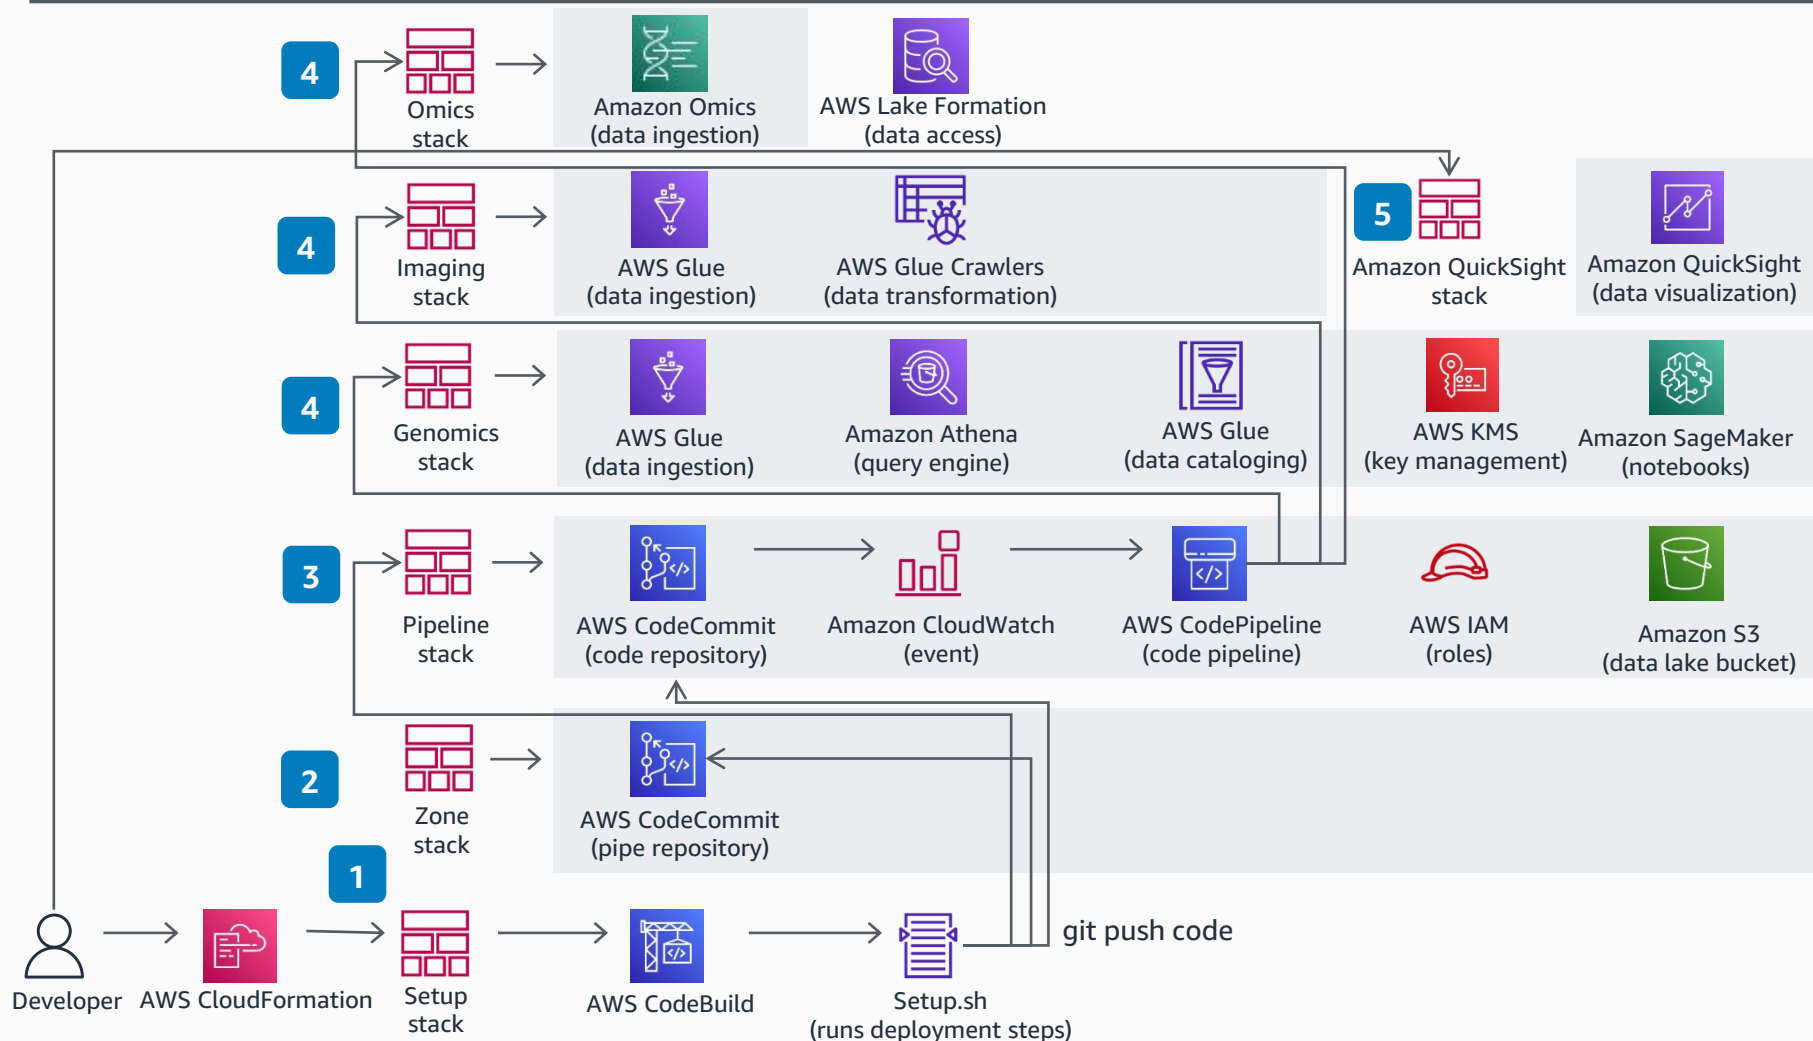 4
Omics
stack
Amazon Omics
(data ingestion)
AWS Lake Formation
(data access)
4
Imaging
stack
AWS Glue
(data ingestion)
AWS Glue Crawlers
(data transformation)
5
Amazon QuickSight
stack
Amazon QuickSight
(data visualization)
4
Genomics
stack
AWS Glue
(data ingestion)
Amazon Athena
(query engine)
AWS Glue
(data cataloging)
AWS KMS
(key management)
Amazon SageMaker
(notebooks)
3
Pipeline
stack
AWS CodeCommit
(code repository)
Amazon CloudWatch
(event)
AWS CodePipeline
(code pipeline)
AWS IAM
(roles)
Amazon S3
(data lake bucket)
2
Zone
stack
AWS CodeCommit
(pipe repository)
1
Developer
AWS CloudFormation
Setup
stack
AWS CodeBuild
Setup.sh
(runs deployment steps)
git push code